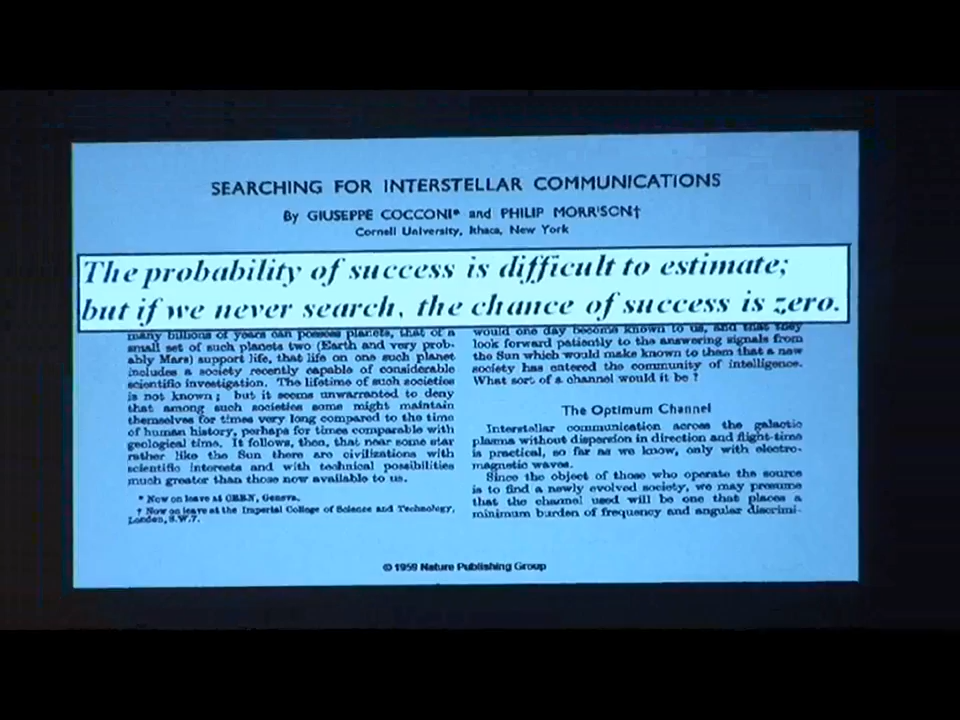 SEARCHING FOR INTERSTELLAR COMMUNICATIONS
By GIUSEPPE COCCONI* and PHILIP MORRISON†
Cornell University, Ithaca, New York
The probability of success is difficult to estimate;
but if we never search, the chance of success is zero.
many billions of years can possess planets, that of a
small set of such planets two (Earth and very prob-
ably Mars) support life, that life on one such planet
includes a society recently capable of considerable
scientific investigation. The lifetime of such societies
is not known; but it seems unwarranted to deny
that among such societies some might maintain
themselves for times very long compared to the time
of human history, perhaps for times comparable with
geological time. It follows, then, that near some star
rather like the Sun there are civilizations with
scientific interests and with technical possibilities
much greater than those now available to us.
* Now on leave at CERN, Geneva.
† Now on leave at the Imperial College of Science and Technology,
London, S.W.7.
would one day become known to us, and that they
look forward patiently to the answering signals from
the Sun which would make known to them that a new
society has entered the community of intelligence.
What sort of a channel would it be ?
The Optimum Channel
Interstellar communication across the galactic
plasma without dispersion in direction and flight-time
is practical, so far as we know, only with electro-
magnetic waves.
Since the object of those who operate the source
is to find a newly evolved society, we may presume
that the channel used will be one that places a
minimum burden of frequency and angular discrimi-
© 1959 Nature Publishing Group